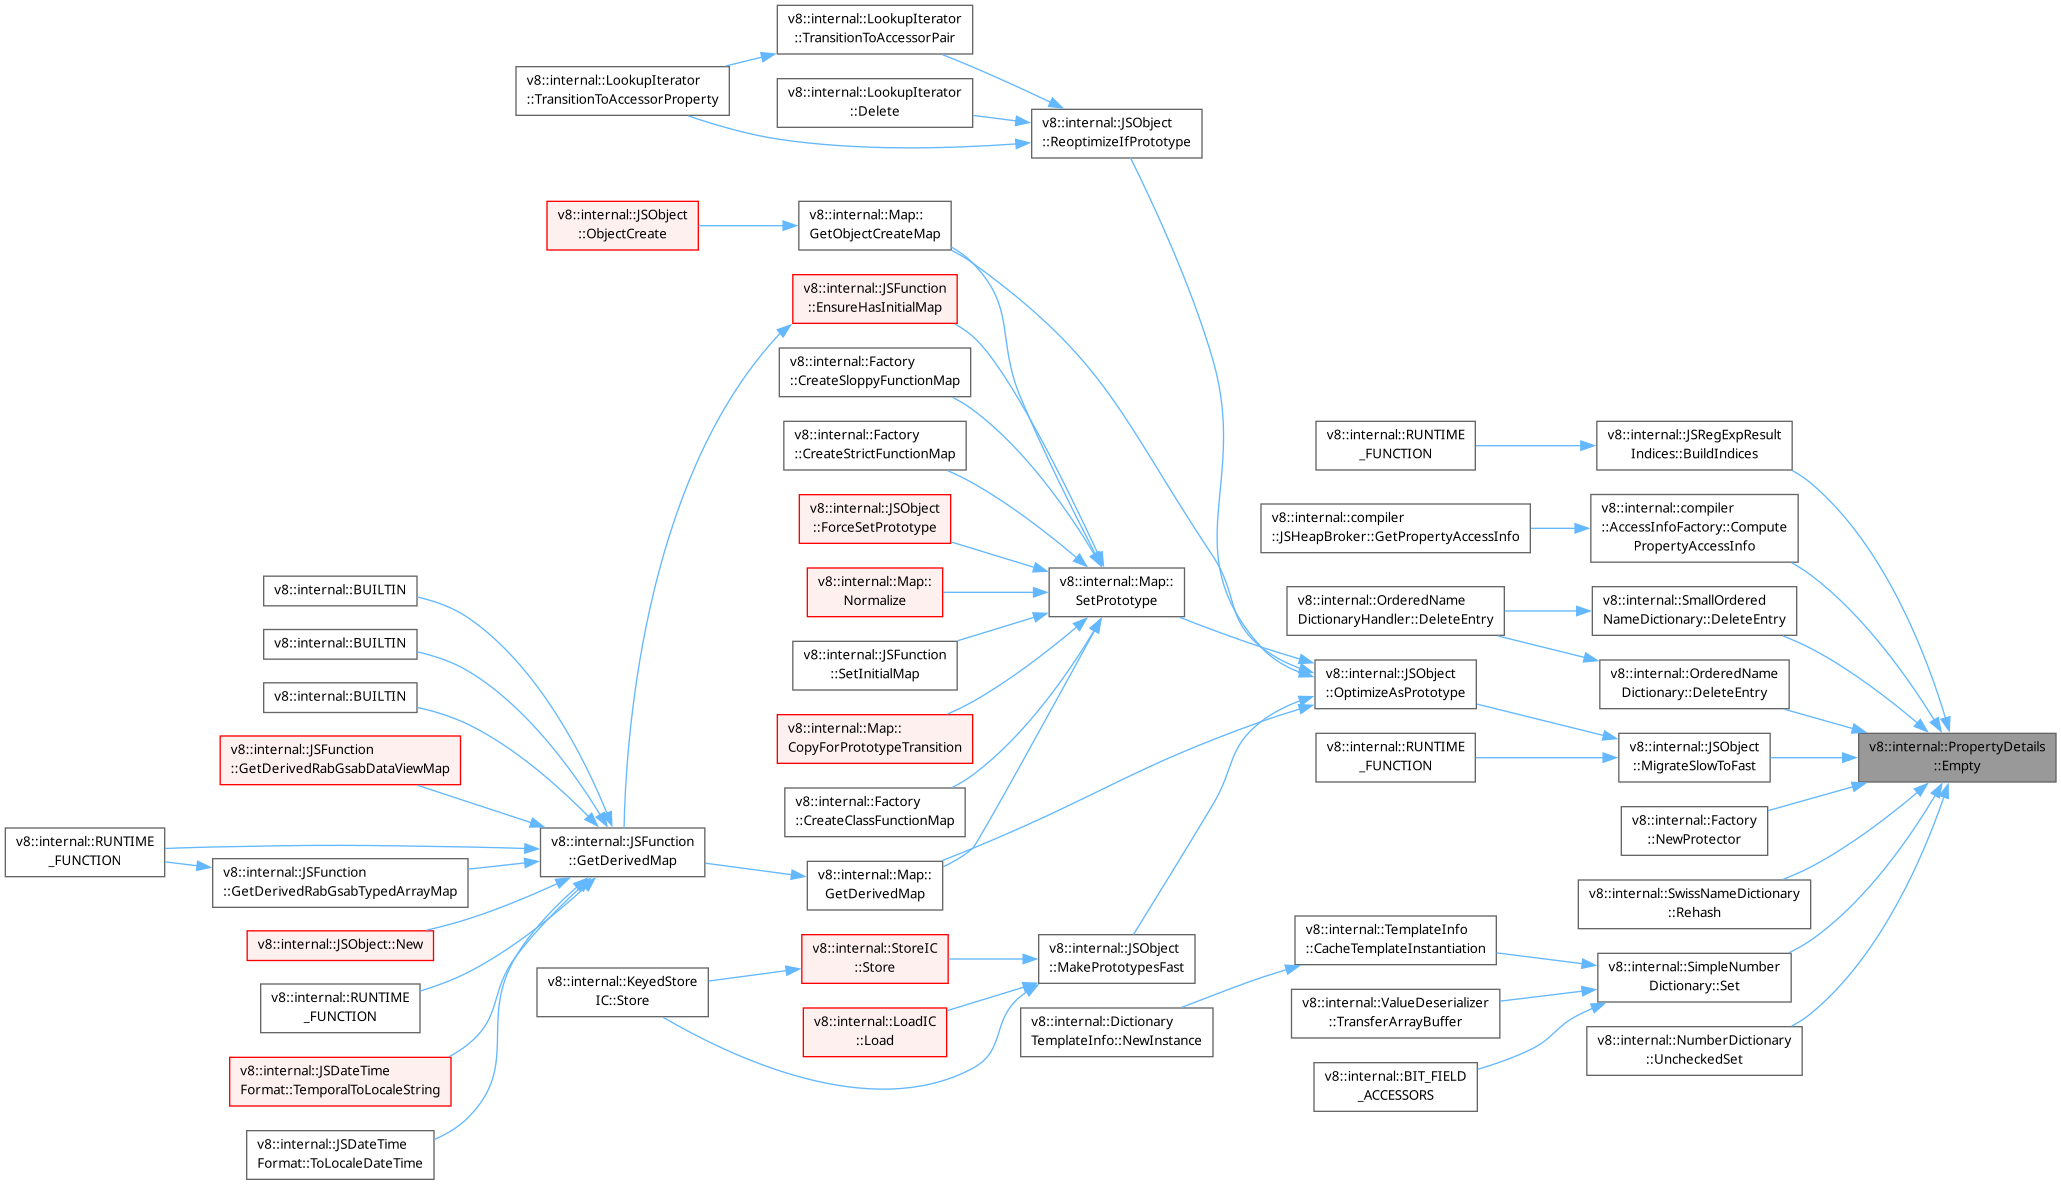 v8::internal::LookupIterator
::TransitionToAccessorPair
v8::internal::LookupIterator
::TransitionToAccessorProperty
v8::internal::LookupIterator
::Delete
v8::internal::JSObject
::ReoptimizeIfPrototype
v8::internal::JSObject
::ObjectCreate
v8::internal::Map::
GetObjectCreateMap
v8::internal::JSFunction
::EnsureHasInitialMap
v8::internal::Factory
::CreateSloppyFunctionMap
v8::internal::Factory
::CreateStrictFunctionMap
v8::internal::JSObject
::ForceSetPrototype
v8::internal::Map::
Normalize
v8::internal::Map::
SetPrototype
v8::internal::JSFunction
::SetInitialMap
v8::internal::Map::
CopyForPrototypeTransition
v8::internal::Factory
::CreateClassFunctionMap
v8::internal::Map::
GetDerivedMap
v8::internal::RUNTIME
_FUNCTION
v8::internal::JSRegExpResult
Indices::BuildIndices
v8::internal::compiler
::JSHeapBroker::GetPropertyAccessInfo
v8::internal::compiler
::AccessInfoFactory::Compute
PropertyAccessInfo
v8::internal::OrderedName
DictionaryHandler::DeleteEntry
v8::internal::SmallOrdered
NameDictionary::DeleteEntry
v8::internal::JSObject
::OptimizeAsPrototype
v8::internal::OrderedName
Dictionary::DeleteEntry
v8::internal::RUNTIME
_FUNCTION
v8::internal::JSObject
::MigrateSlowToFast
v8::internal::PropertyDetails
::Empty
v8::internal::Factory
::NewProtector
v8::internal::SwissNameDictionary
::Rehash
v8::internal::BUILTIN
v8::internal::BUILTIN
v8::internal::BUILTIN
v8::internal::JSFunction
::GetDerivedRabGsabDataViewMap
v8::internal::RUNTIME
_FUNCTION
v8::internal::JSFunction
::GetDerivedRabGsabTypedArrayMap
v8::internal::JSFunction
::GetDerivedMap
v8::internal::JSObject::New
v8::internal::RUNTIME
_FUNCTION
v8::internal::JSDateTime
Format::TemporalToLocaleString
v8::internal::JSDateTime
Format::ToLocaleDateTime
v8::internal::KeyedStore
IC::Store
v8::internal::StoreIC
::Store
v8::internal::LoadIC
::Load
v8::internal::JSObject
::MakePrototypesFast
v8::internal::Dictionary
TemplateInfo::NewInstance
v8::internal::TemplateInfo
::CacheTemplateInstantiation
v8::internal::ValueDeserializer
::TransferArrayBuffer
v8::internal::BIT_FIELD
_ACCESSORS
v8::internal::SimpleNumber
Dictionary::Set
v8::internal::NumberDictionary
::UncheckedSet